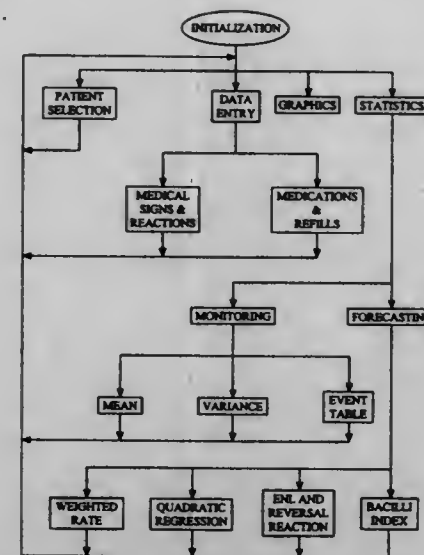 INITIALIZATION
PATIENT
SELECTION
DATA
ENTRY
GRAPHICS
STATISTICS
MEDICAL
SIGNS &
REACTIONS
MEDICATIONS
&
REFILLS
MONITORING
FORECASTING
MEAN
VARIANCE
EVENT
TABLE
WEIGHTED
RATE
QUADRATIC
REGRESSION
ENL AND
REVERSAL
REACTION
BACILLI
INDEX